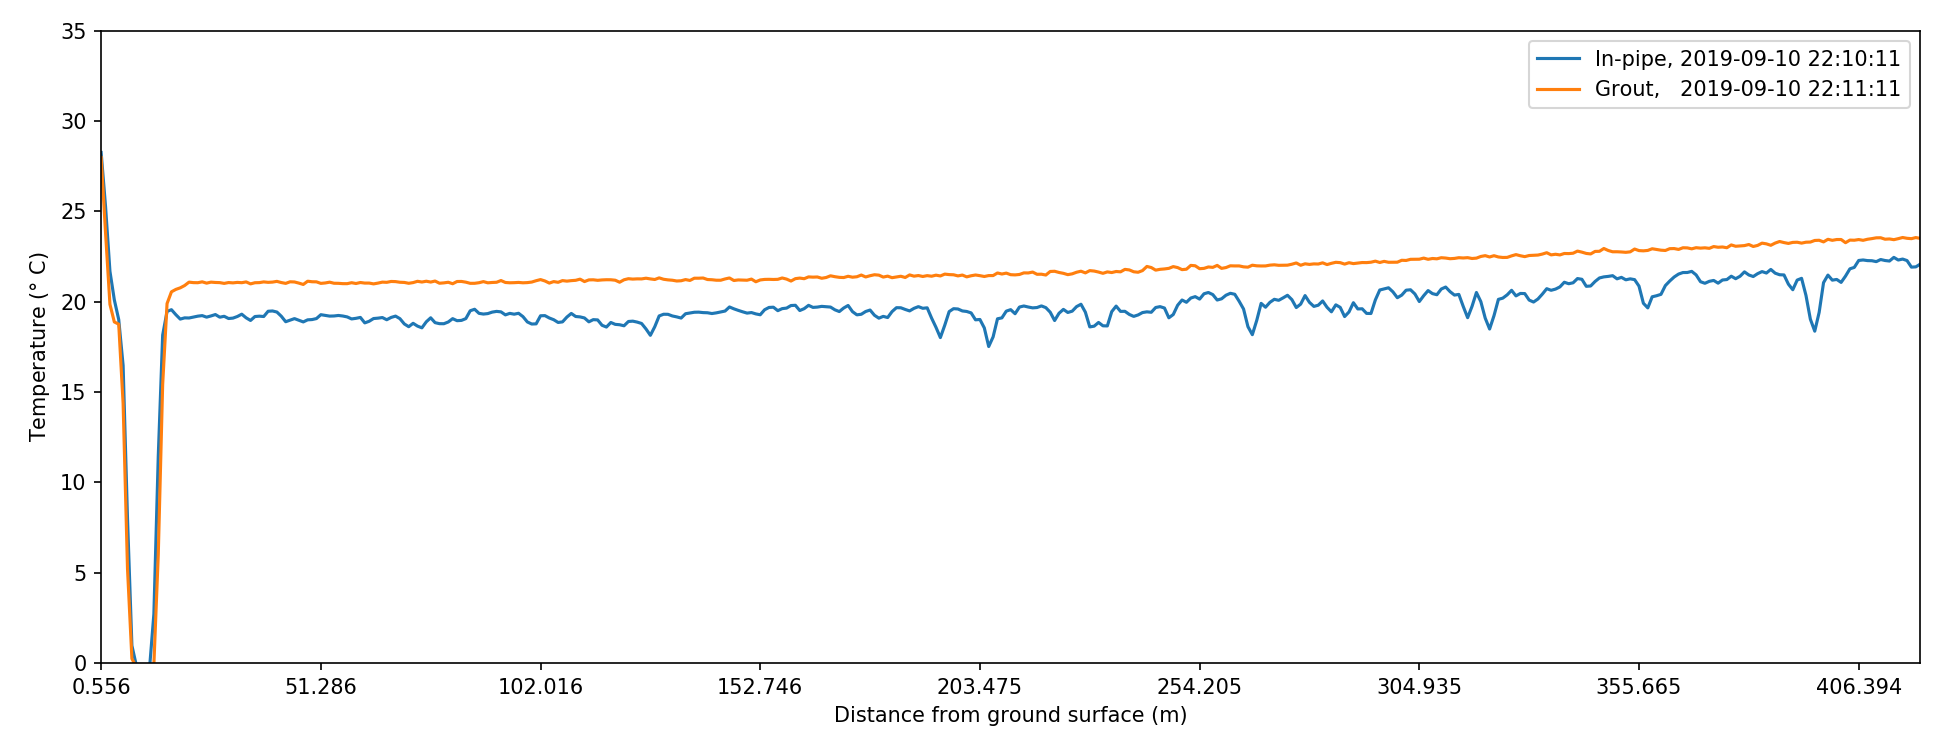 35
30
25
20
15
10
5
0
Temperature (° C)
In-pipe, 2019-09-10 22:10:11
Grout, 2019-09-10 22:11:11
0.556 51.286 102.016 152.746 203.475 254.205 304.935 355.665 406.394
Distance from ground surface (m)